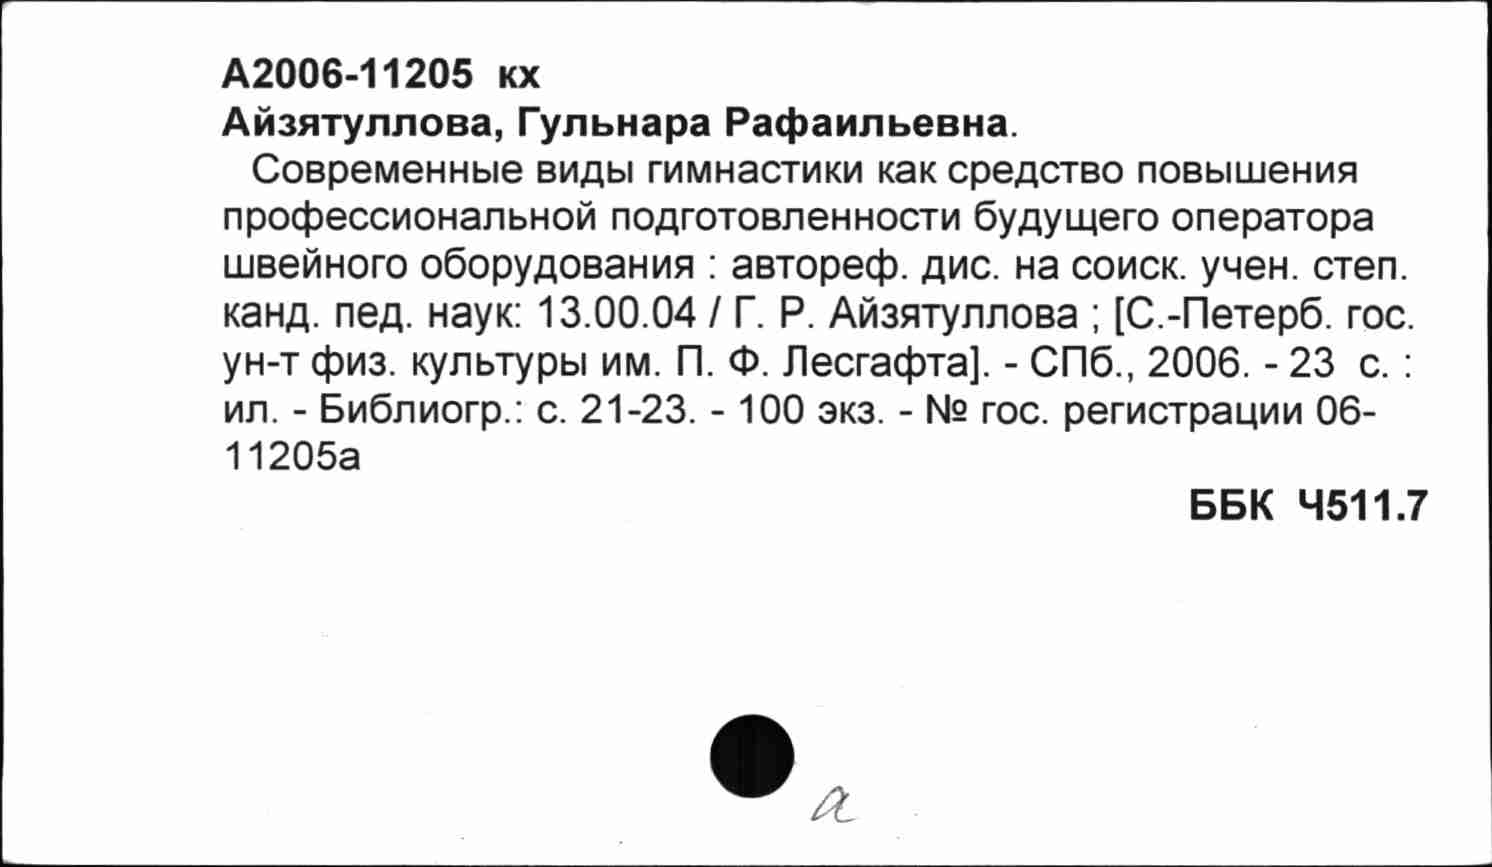 А2006-11205 кх
Айзятуллова, Гульнара Рафаильевна.
Современные виды гимнастики как средство повышения
профессиональной подготовленности будущего оператора
швейного оборудования : автореф. дис. на соиск. учен. степ.
канд. пед. наук: 13.00.04 / Г. Р. Айзятуллова ; [С.-Петерб. гос.
ун-т физ. культуры им. П. Ф. Лесгафта]. - СПб., 2006. - 23 с. :
ил. - Библиогр.: с. 21-23. - 100 экз. - № гос. регистрации 06-
11205а
ББК Ч511.7
а